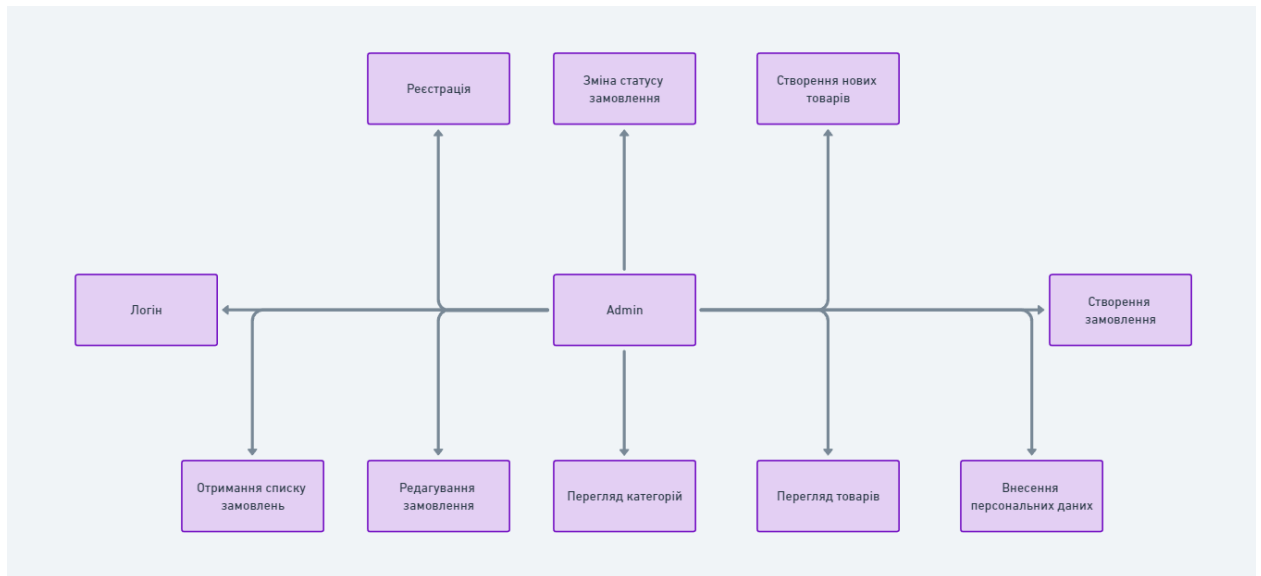 Реєстрація
Зміна статусу
замовлення
Створення нових
товарів
Логін
Admin
Створення
замовлення
Отримання списку
замовлень
Редагування
замовлення
Перегляд категорій
Перегляд товарів
Внесення
персональних даних